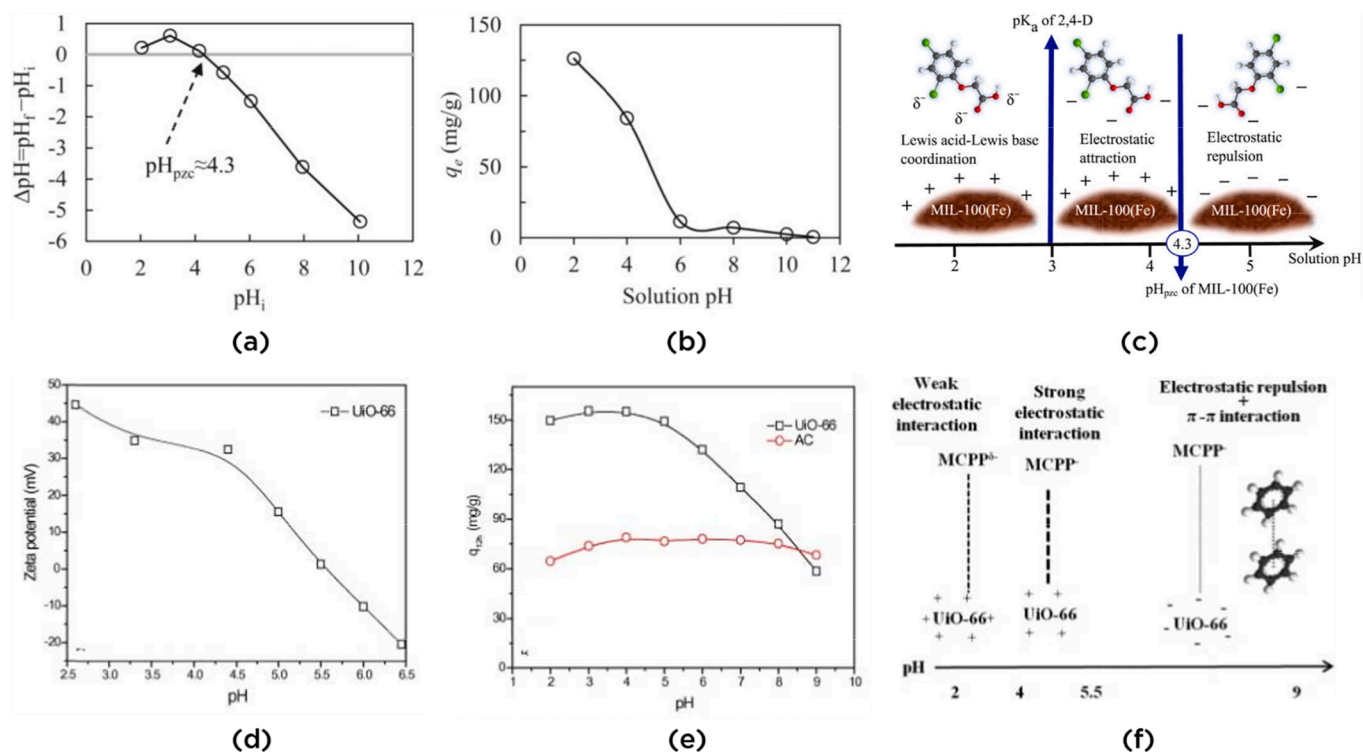 ΔpH=pHf−pHi
1
0
-1
-2
-3
-4
-5
-6
pHpzc≈4.3
0 2 4 6 8 10 12
pHi
(a)
qe (mg/g)
150
100
50
0
0 2 4 6 8 10 12
Solution pH
(b)
pKa of 2,4-D
δ− δ− δ− − − − − −
Lewis acid-Lewis base
coordination
Electrostatic
attraction
Electrostatic
repulsion
+ + + + + + + + + + − − − − −
MIL-100(Fe) MIL-100(Fe) MIL-100(Fe)
4.3
Solution pH
2 3 4 5
pHpzc of MIL-100(Fe)
(c)
Zeta potential (mV)
50
40
30
20
10
0
-10
-20
UiO-66
2.5 3.0 3.5 4.0 4.5 5.0 5.5 6.0 6.5
pH
(d)
q12h (mg/g)
150
120
90
60
30
0
UiO-66
AC
1 2 3 4 5 6 7 8 9 10
pH
(e)
Weak
electrostatic
interaction
MCPPδ-
+UiO-66+
Strong
electrostatic
interaction
MCPP-
UiO-66
Electrostatic repulsion
+
π-π interaction
MCPP-
UiO-66
pH
2 4 5.5 9
(f)